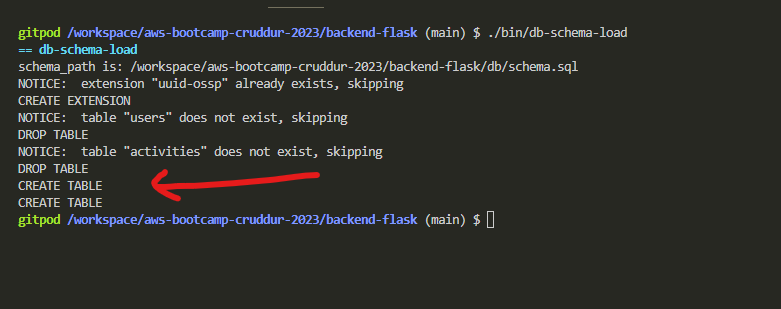 gitpod /workspace/aws-bootcamp-cruddur-2023/backend-flask (main) $ ./bin/db-schema-load
== db-schema-load
schema_path is: /workspace/aws-bootcamp-cruddur-2023/backend-flask/db/schema.sql
NOTICE:  extension "uuid-ossp" already exists, skipping
CREATE EXTENSION
NOTICE:  table "users" does not exist, skipping
DROP TABLE
NOTICE:  table "activities" does not exist, skipping
DROP TABLE
CREATE TABLE
CREATE TABLE
gitpod /workspace/aws-bootcamp-cruddur-2023/backend-flask (main) $